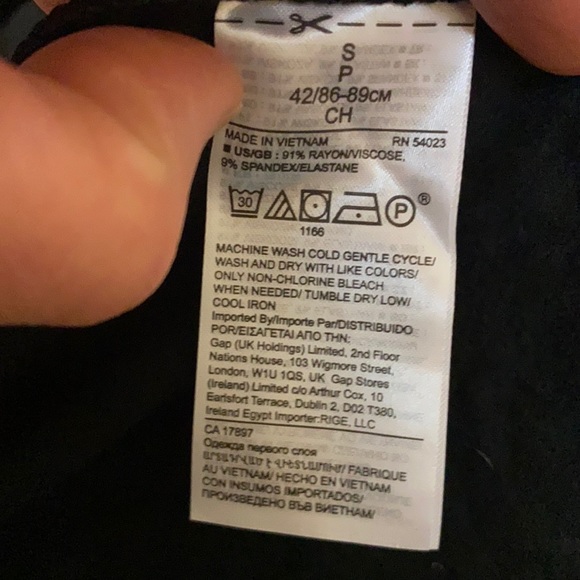 S
P
42/86-89CM
CH
MADE IN VIETNAM RN 54023
■ US/GB : 91% RAYON/VISCOSE,
9% SPANDEX/ELASTANE
30 P ®
1166
MACHINE WASH COLD GENTLE CYCLE/
WASH AND DRY WITH LIKE COLORS/
ONLY NON-CHLORINE BLEACH
WHEN NEEDED/ TUMBLE DRY LOW/
COOL IRON
Imported By/Importe Par/DISTRIBUIDO
POR/ΕΙΣΑΓΕΤΑΙ ΑΠΟ ΤΗΝ:
Gap (UK Holdings) Limited, 2nd Floor
Nations House, 103 Wigmore Street,
London, W1U 1QS, UK Gap Stores
(Ireland) Limited c/o Arthur Cox, 10
Earlsfort Terrace, Dublin 2, D02 T380,
Ireland Egypt Importer:RIGE, LLC
CA 17897
Одежда первого слоя
FABRIQUE
AU VIETNAM/ HECHO EN VIETNAM
CON INSUMOS IMPORTADOS/
ПРОИЗВЕДЕНО ВЪВ ВИЕТНАМ/